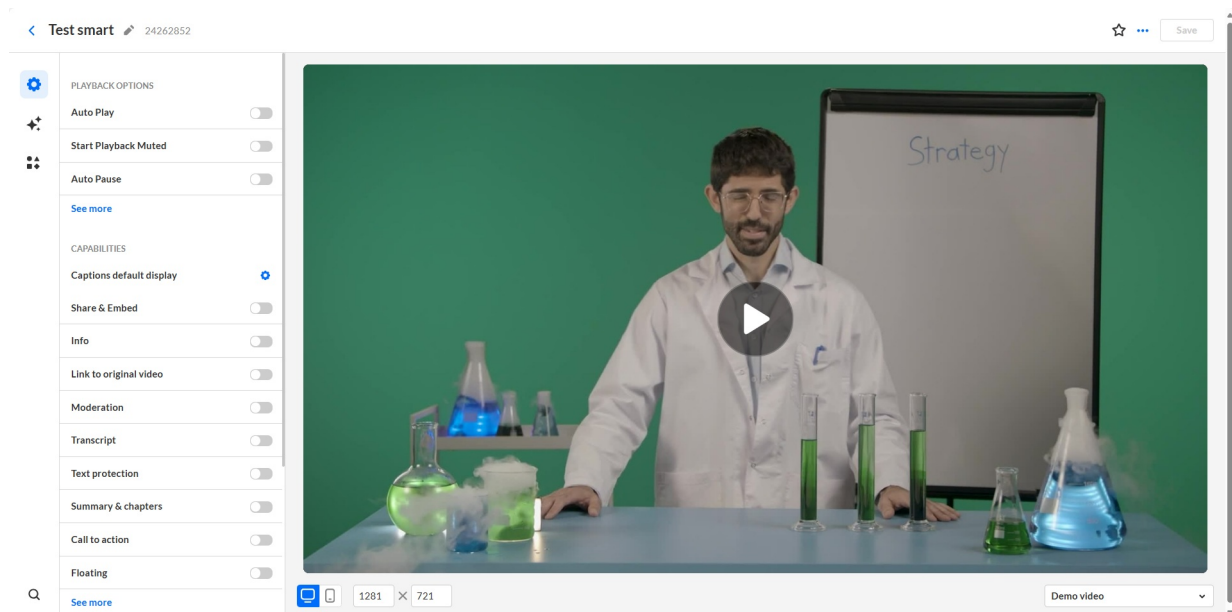 Test smart 24262852
Save
PLAYBACK OPTIONS
Auto Play
Start Playback Muted
Auto Pause
See more
CAPABILITIES
Captions default display
Share & Embed
Info
Link to original video
Moderation
Transcript
Text protection
Summary & chapters
Call to action
Floating
See more
Strategy
1281 × 721
Demo video